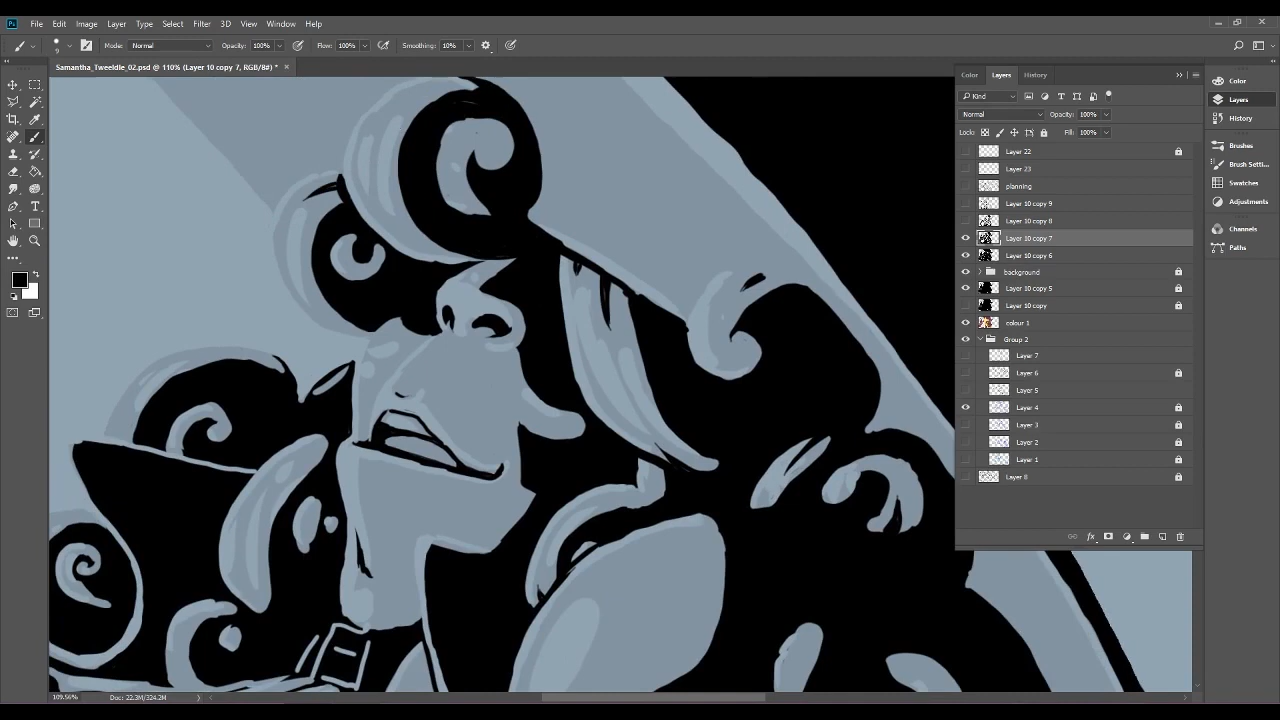 Ps File Edit Image Layer Type Select Filter 3D View Window Help
9 Mode: Normal Opacity: 100% Flow: 100% Smoothing: 10%
Samantha_Tweeldle_02.psd @ 110% (Layer 10 copy 7, RGB/8#) * ×
Color Layers History
Kind
Normal Opacity: 100%
Lock: Fill: 100%
Layer 22
Layer 23
planning
Layer 10 copy 9
Layer 10 copy 8
Layer 10 copy 7
Layer 10 copy 6
background
Layer 10 copy 5
Layer 10 copy
colour 1
Group 2
Layer 7
Layer 6
Layer 5
Layer 4
Layer 3
Layer 2
Layer 1
Layer 8
fx
Color
Layers
History
Brushes
Brush Setti...
Swatches
Adjustments
Channels
Paths
109.56% Doc: 22.3M/324.2M